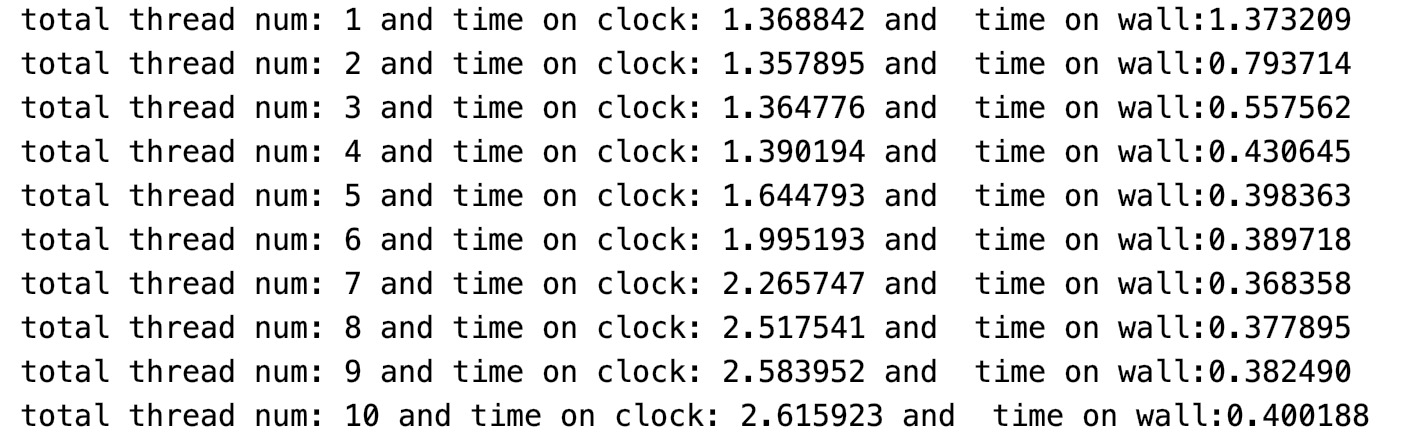 total thread num: 1 and time on clock: 1.368842 and  time on wall:1.373209
total thread num: 2 and time on clock: 1.357895 and  time on wall:0.793714
total thread num: 3 and time on clock: 1.364776 and  time on wall:0.557562
total thread num: 4 and time on clock: 1.390194 and  time on wall:0.430645
total thread num: 5 and time on clock: 1.644793 and  time on wall:0.398363
total thread num: 6 and time on clock: 1.995193 and  time on wall:0.389718
total thread num: 7 and time on clock: 2.265747 and  time on wall:0.368358
total thread num: 8 and time on clock: 2.517541 and  time on wall:0.377895
total thread num: 9 and time on clock: 2.583952 and  time on wall:0.382490
total thread num: 10 and time on clock: 2.615923 and  time on wall:0.400188